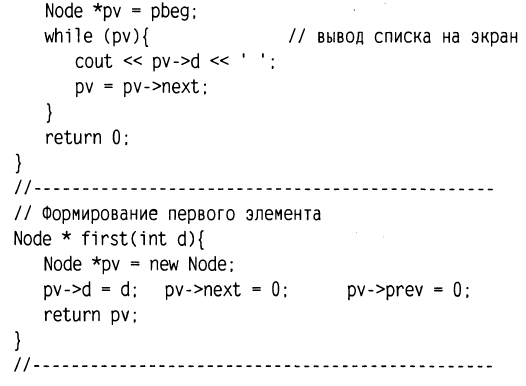 Node *pv = pbeg;
while (pv){ // вывод списка на экран
cout << pv->d << ' ';
pv = pv->next;
}
return 0;
}
//------------------------------------------------
// Формирование первого элемента
Node * first(int d){
Node *pv = new Node;
pv->d = d; pv->next = 0; pv->prev = 0;
return pv;
}
//------------------------------------------------